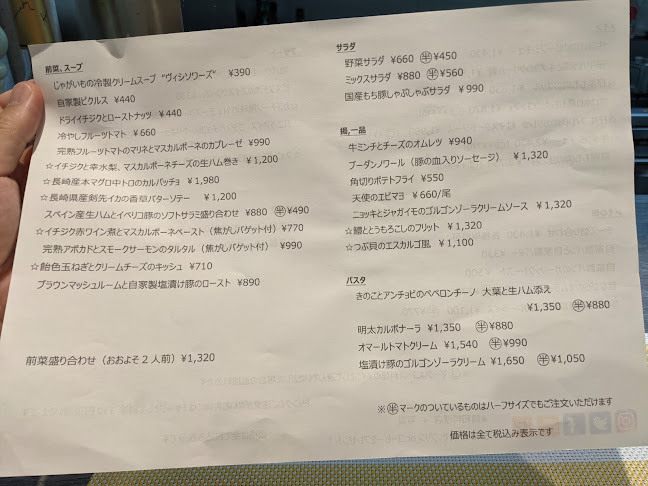 前菜、スープ
じゃがいもの冷製クリームスープ "ヴィシソワーズ" ¥390
自家製ピクルス ¥440
ドライイチジクとローストナッツ ¥440
冷やしフルーツトマト ¥660
完熟フルーツトマトのマリネとマスカルポーネのカプレーゼ ¥990
☆イチジクと幸水梨、マスカルポーネチーズの生ハム巻き ¥1,200
☆長崎産本マグロ中トロのカルパッチョ ¥1,980
☆長崎県産剣先イカの香草バターソテー ¥1,200
スペイン産生ハムとイベリコ豚のソフトサラミ盛り合わせ ¥880 ㊥半¥490
☆イチジク赤ワイン煮とマスカルポーネペースト(焦がしバゲット付) ¥770
完熟アボカドとスモークサーモンのタルタル(焦がしバゲット付) ¥990
☆飴色玉ねぎとクリームチーズのキッシュ ¥710
ブラウンマッシュルームと自家製塩漬け豚のロースト ¥890
前菜盛り合わせ(おおよそ2人前) ¥1,320
サラダ
野菜サラダ ¥660 半¥450
ミックスサラダ ¥880 半¥560
国産もち豚しゃぶしゃぶサラダ ¥990
揚、一品
牛ミンチとチーズのオムレツ ¥940
ブーダンノワール(豚の血入りソーセージ) ¥1,320
角切りポテトフライ ¥550
天使のエビマヨ ¥660/尾
ニョッキとジャガイモのゴルゴンゾーラクリームソース ¥1,320
☆鱧ととうもろこしのフリット ¥1,320
☆つぶ貝のエスカルゴ風 ¥1,100
パスタ
きのことアンチョビのペペロンチーノ 大葉と生ハム添え
¥1,350 半¥880
明太カルボナーラ ¥1,350 半¥880
オマールトマトクリーム ¥1,540 半¥990
塩漬け豚のゴルゴンゾーラクリーム ¥1,650 半¥1,050
※半マークのついているものはハーフサイズでもご注文いただけます
価格は全て税込み表示です